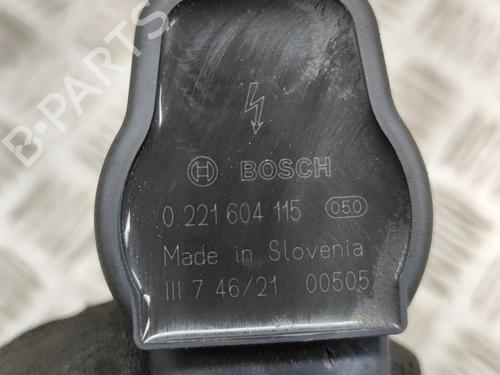 B-PARTS
BOSCH
0 221 604 115 050
Made in Slovenia
III 7 46/21 00505